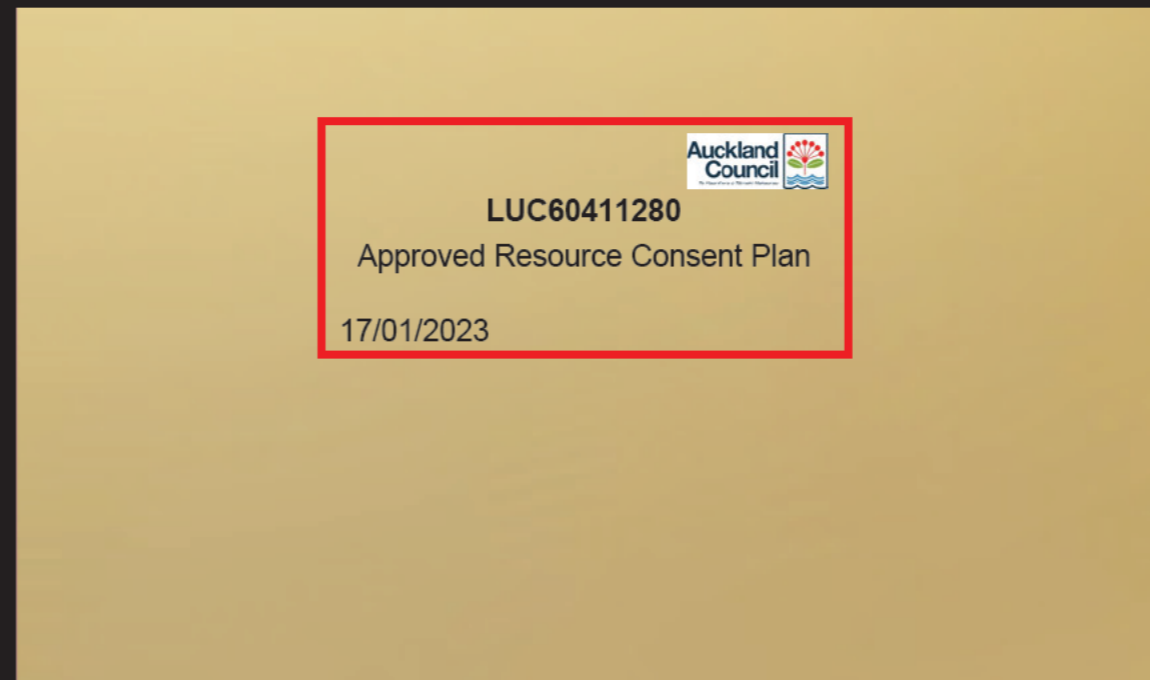 Auckland
Council
LUC60411280
Approved Resource Consent Plan
17/01/2023